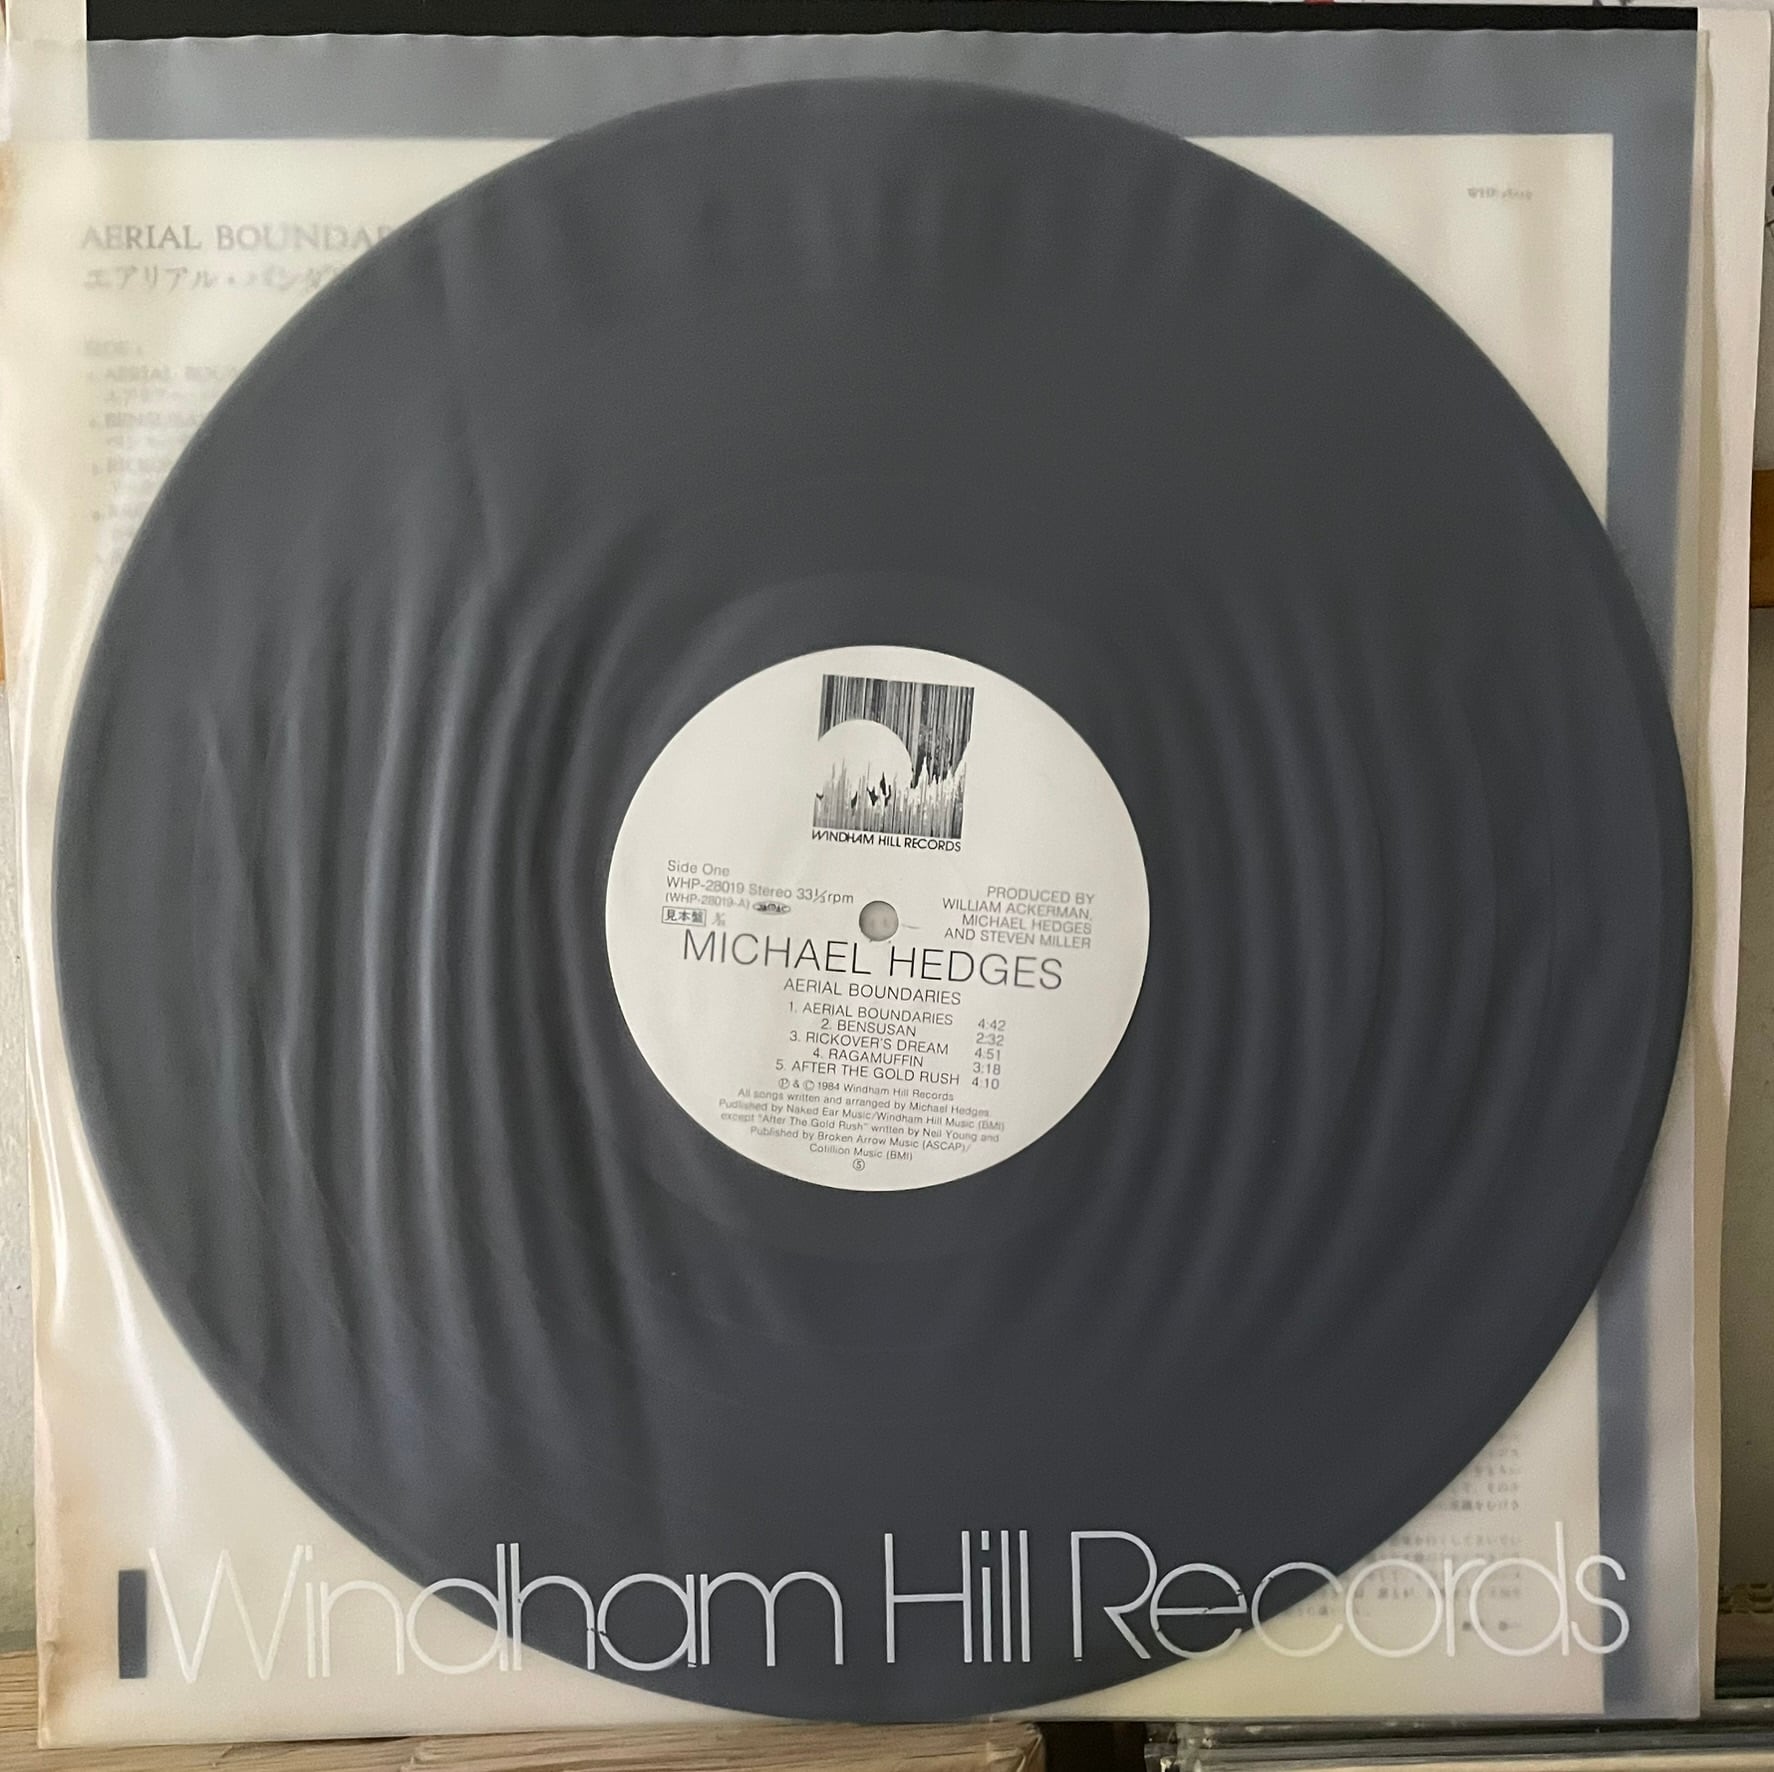 AERIAL BOUNDAR
エアリアル・バンダ
SIDE 1
AERIAL BOU
WINDHAM HILL RECORDS
Side One
WHP-28019 Stereo 33⅓rpm
(WHP-28019-A)
見本盤
PRODUCED BY
WILLIAM ACKERMAN,
MICHAEL HEDGES
AND STEVEN MILLER
MICHAEL HEDGES
AERIAL BOUNDARIES
1. AERIAL BOUNDARIES 4:42
2. BENSUSAN 2:32
3. RICKOVER'S DREAM 4:51
4. RAGAMUFFIN 3:18
5. AFTER THE GOLD RUSH 4:10
Ⓟ & © 1984 Windham Hill Records
All songs written and arranged by Michael Hedges.
Pudlished by Naked Ear Music/Windham Hill Music (BMI)
except "After The Gold Rush" written by Neil Young and
Published by Broken Arrow Music (ASCAP)/
Cotillion Music (BMI)
Ⓢ
Windham Hill Records